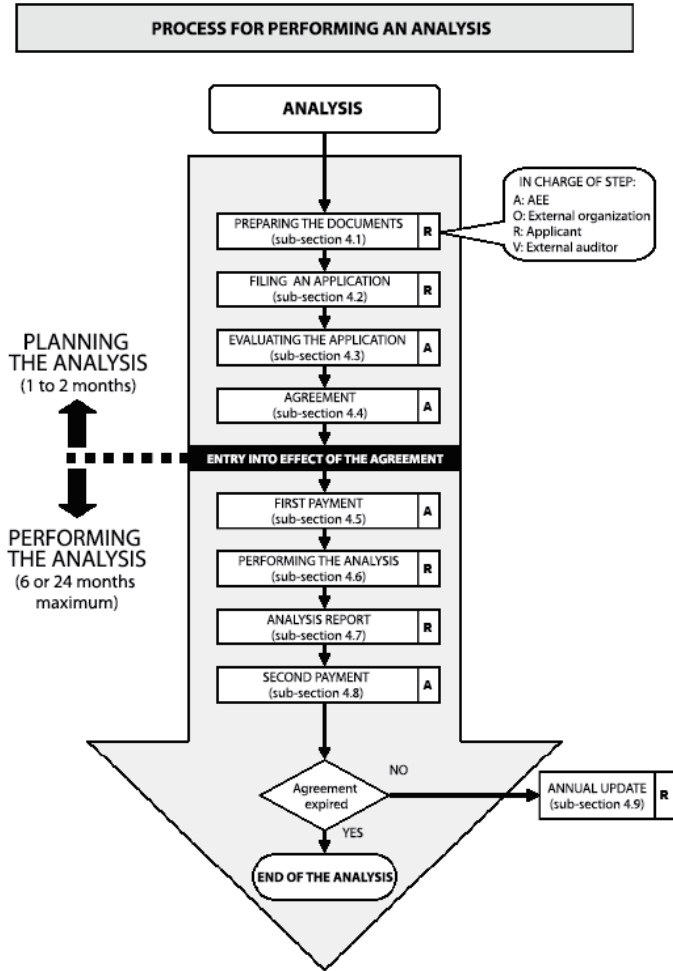 PROCESS FOR PERFORMING AN ANALYSIS
ANALYSIS
IN CHARGE OF STEP:
A: AEE
O: External organization
R: Applicant
V: External auditor
PREPARING THE DOCUMENTS
(sub-section 4.1)
R
FILING AN APPLICATION
(sub-section 4.2)
R
EVALUATING THE APPLICATION
(sub-section 4.3)
A
AGREEMENT
(sub-section 4.4)
A
PLANNING
THE ANALYSIS
(1 to 2 months)
ENTRY INTO EFFECT OF THE AGREEMENT
PERFORMING
THE ANALYSIS
(6 or 24 months
maximum)
FIRST PAYMENT
(sub-section 4.5)
A
PERFORMING THE ANALYSIS
(sub-section 4.6)
R
ANALYSIS REPORT
(sub-section 4.7)
R
SECOND PAYMENT
(sub-section 4.8)
A
Agreement
expired
NO
ANNUAL UPDATE
(sub-section 4.9)
R
YES
END OF THE ANALYSIS